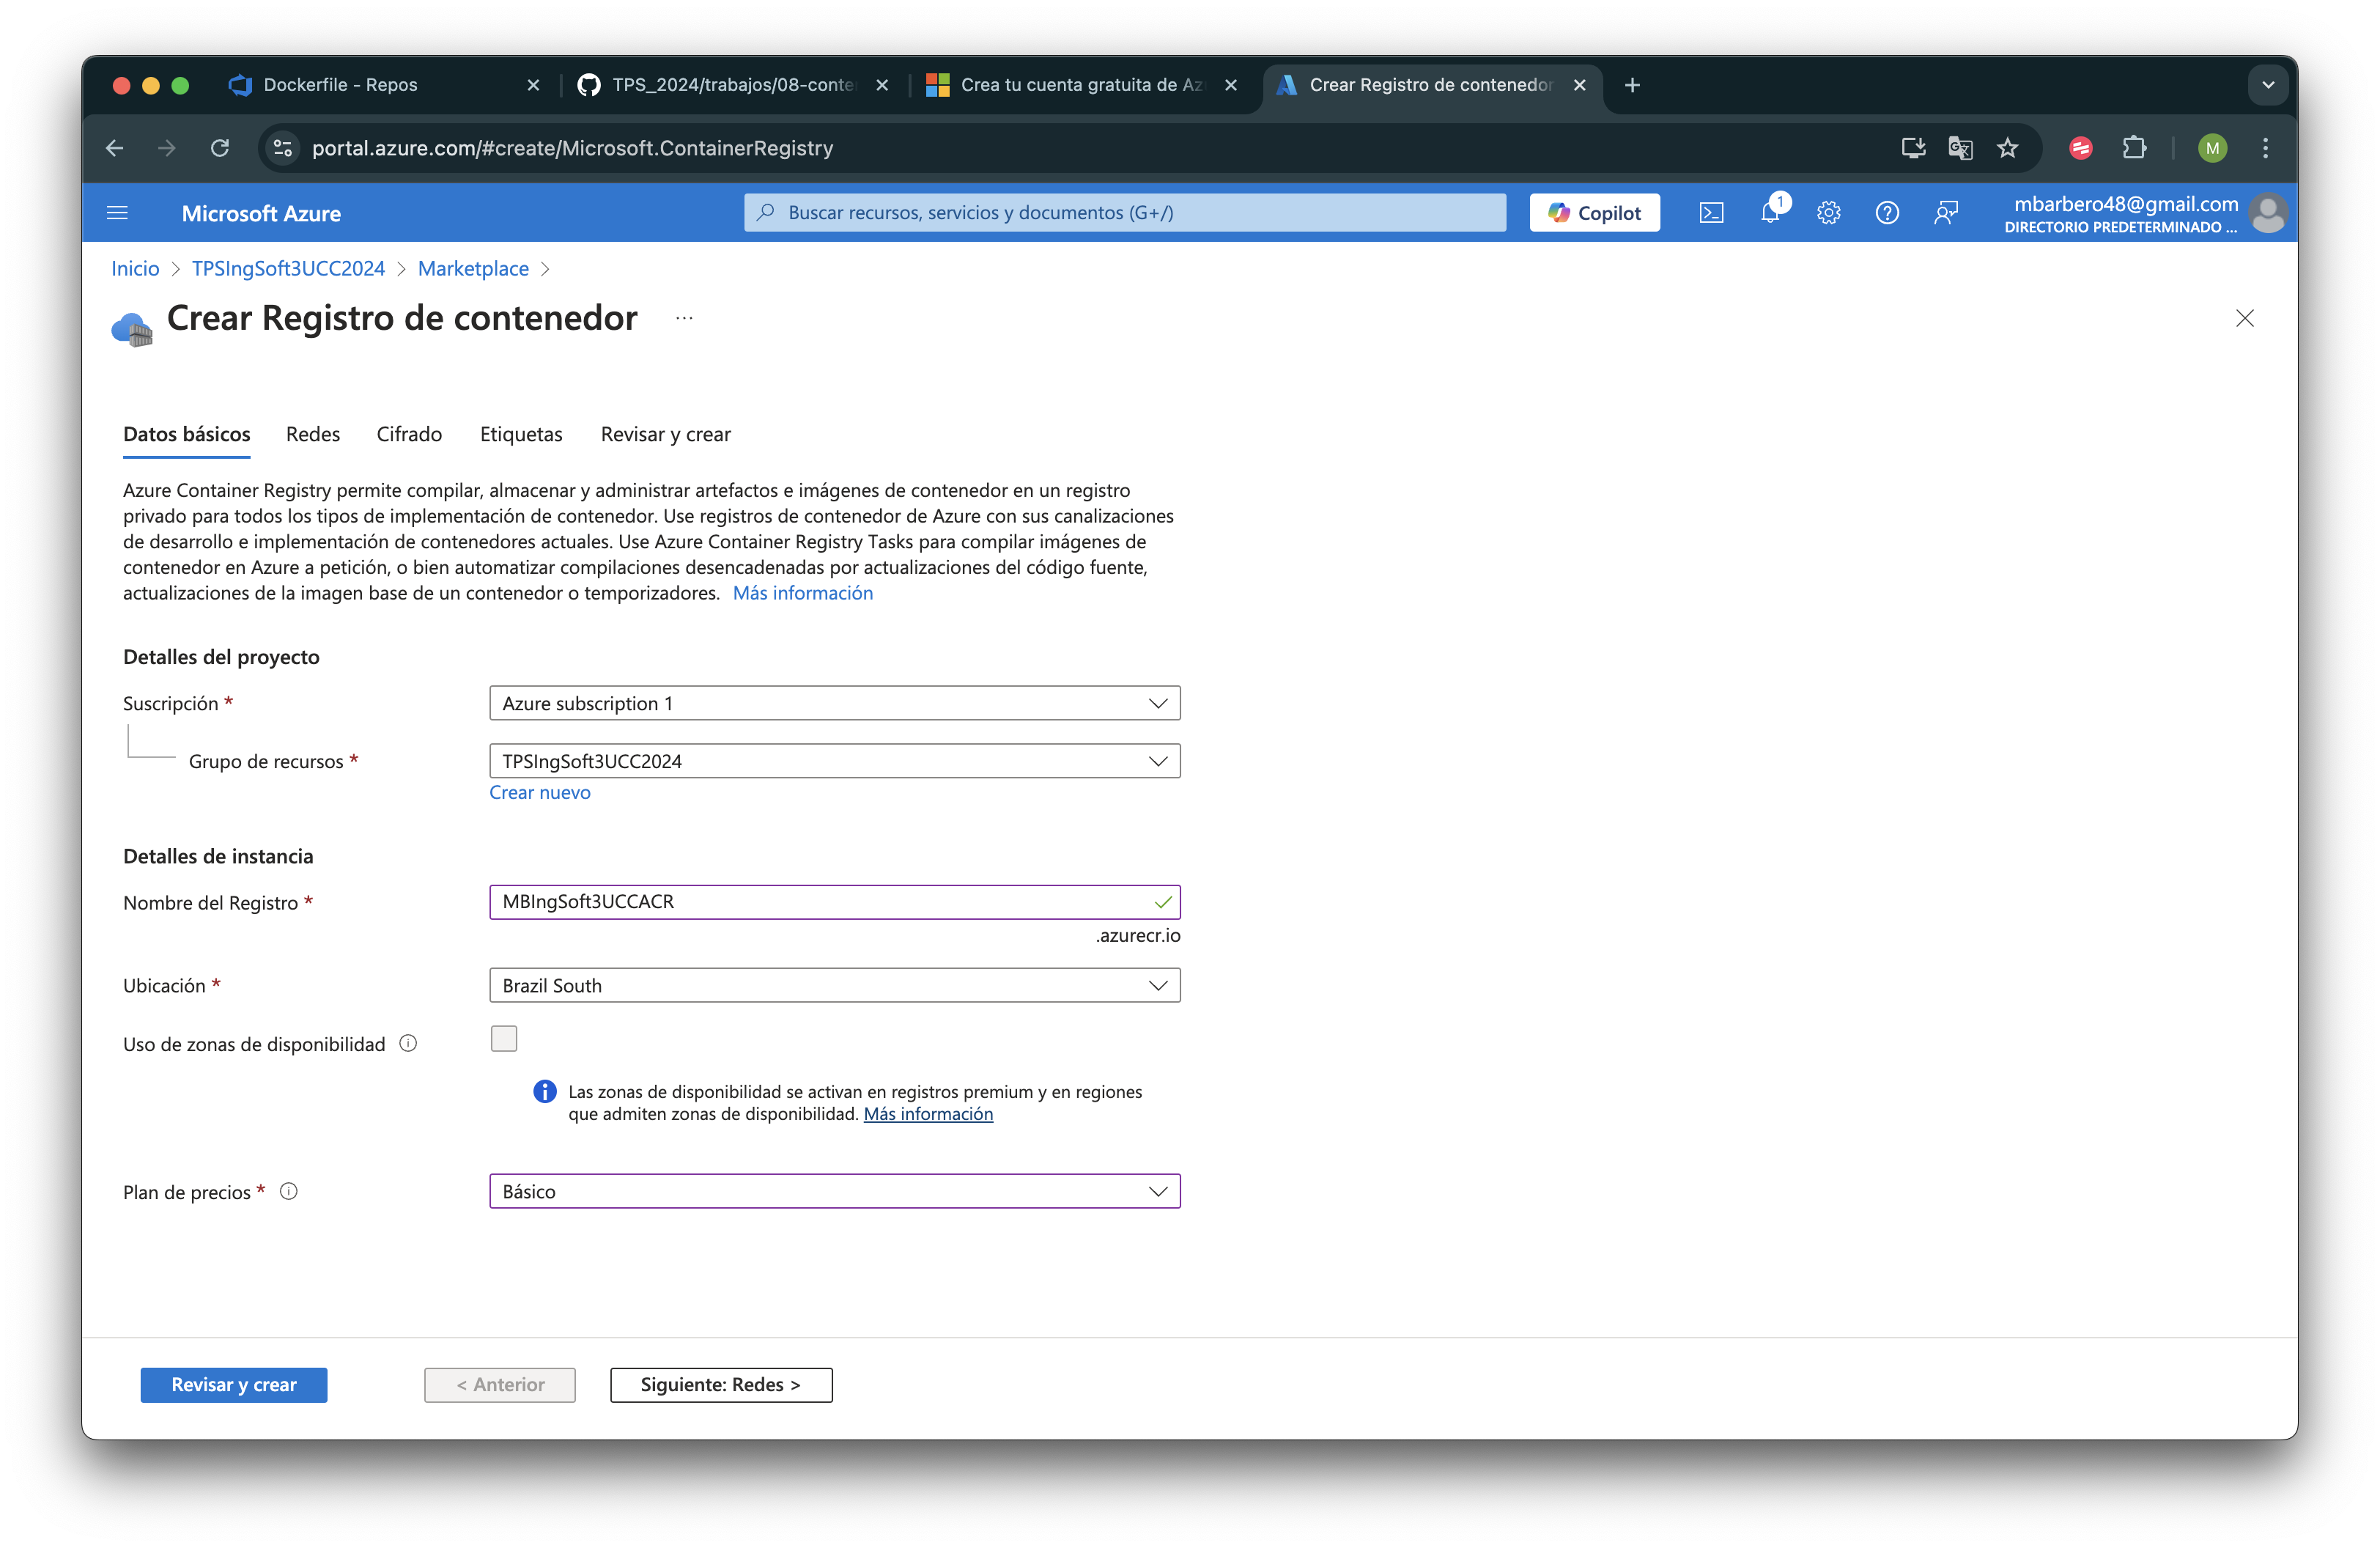 Dockerfile - Repos
TPS_2024/trabajos/08-conte
Crea tu cuenta gratuita de Az
Crear Registro de contenedor
portal.azure.com/#create/Microsoft.ContainerRegistry
M
Microsoft Azure
Buscar recursos, servicios y documentos (G+/)
Copilot
1
mbarbero48@gmail.com
DIRECTORIO PREDETERMINADO ...
Inicio > TPSIngSoft3UCC2024 > Marketplace >
Crear Registro de contenedor ...
Datos básicos Redes Cifrado Etiquetas Revisar y crear
Azure Container Registry permite compilar, almacenar y administrar artefactos e imágenes de contenedor en un registro
privado para todos los tipos de implementación de contenedor. Use registros de contenedor de Azure con sus canalizaciones
de desarrollo e implementación de contenedores actuales. Use Azure Container Registry Tasks para compilar imágenes de
contenedor en Azure a petición, o bien automatizar compilaciones desencadenadas por actualizaciones del código fuente,
actualizaciones de la imagen base de un contenedor o temporizadores. Más información
Detalles del proyecto
Suscripción *
Azure subscription 1
Grupo de recursos *
TPSIngSoft3UCC2024
Crear nuevo
Detalles de instancia
Nombre del Registro *
MBIngSoft3UCCACR
.azurecr.io
Ubicación *
Brazil South
Uso de zonas de disponibilidad
Las zonas de disponibilidad se activan en registros premium y en regiones
que admiten zonas de disponibilidad. Más información
Plan de precios *
Básico
Revisar y crear
< Anterior
Siguiente: Redes >